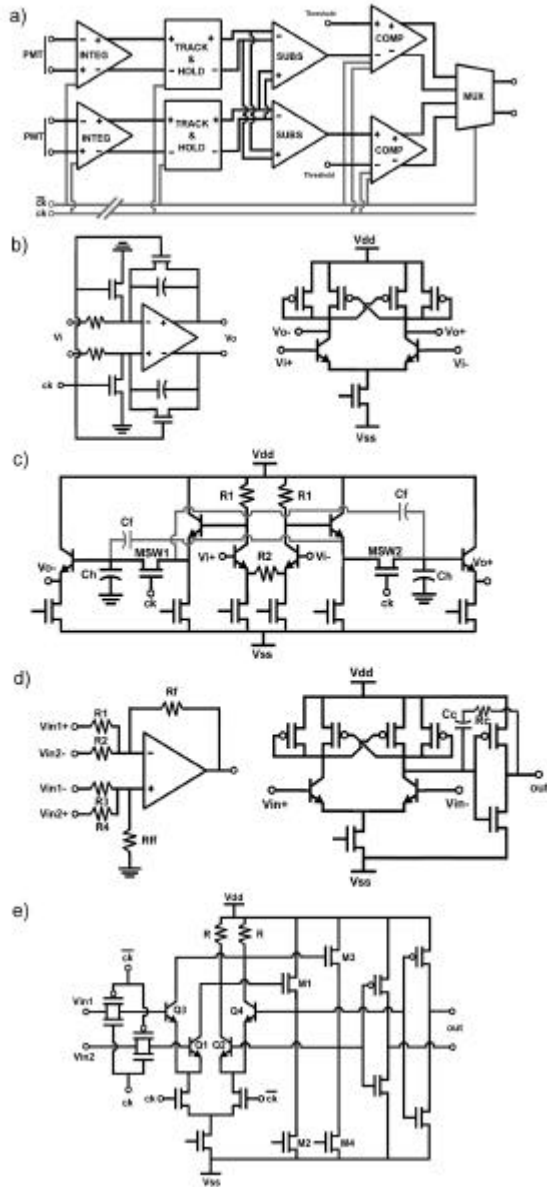 a)
Threshold
PMT
INTEG
TRACK & HOLD
SUBS
COMP
MUX
PMT
INTEG
TRACK & HOLD
SUBS
COMP
Threshold
ck
ck
b)
Vdd
Vi
Vo
ck
Vo-
Vo+
Vi+
Vi-
Vss
c)
Vdd
R1
R1
Cf
Cf
MSW1
Vi+
R2
Vi-
MSW2
Vo-
Ch
ck
ck
Ch
Vo+
Vss
d)
Vdd
Rf
Vin1+
R1
Vin2-
R2
Vin1-
R3
Vin2+
R4
Rff
Cc
Rc
Vin+
Vin-
out
Vss
e)
Vdd
R
R
ck
M3
M1
Vin1
Q3
Q4
Q1
Q2
out
Vin2
ck
ck
ck
M2
M4
Vss